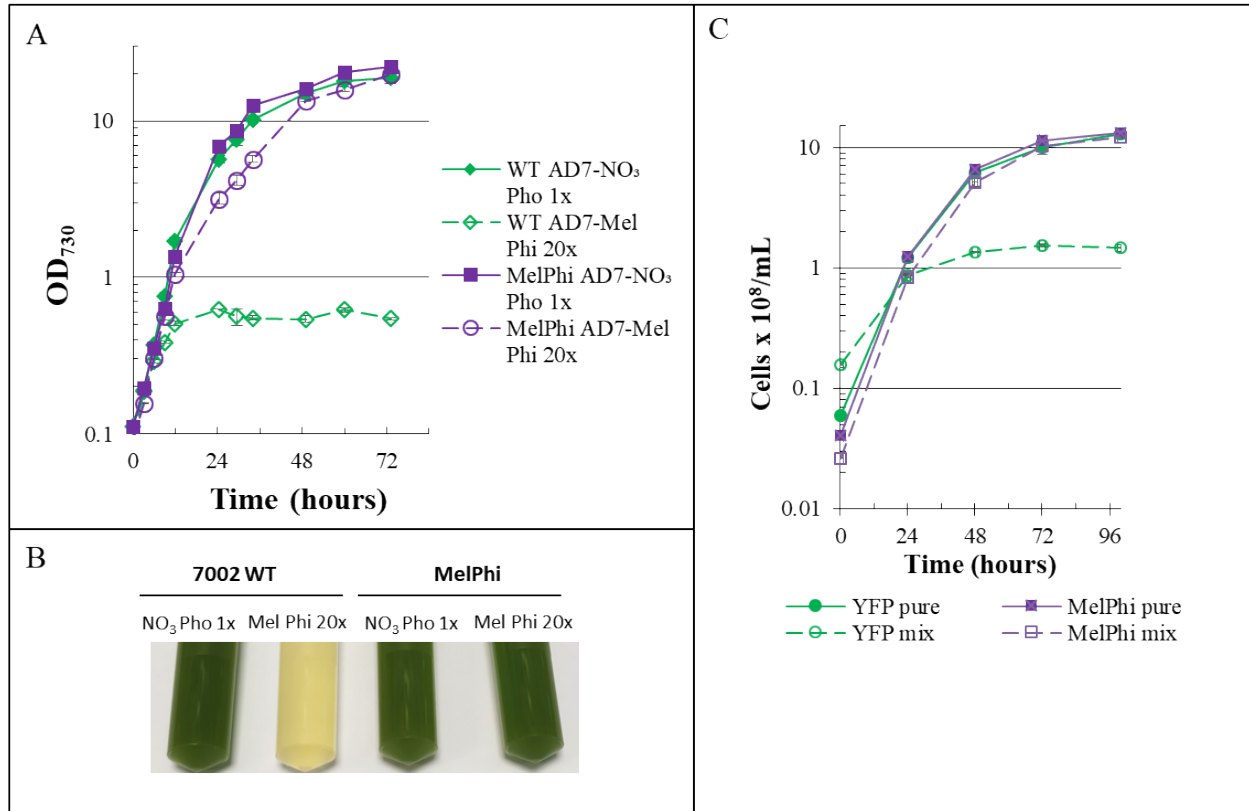 A
OD730
10
1
0.1
0
24
48
72
Time (hours)
WT AD7-NO₃
Pho 1x
WT AD7-Mel
Phi 20x
MelPhi AD7-NO₃
Pho 1x
MelPhi AD7-Mel
Phi 20x
B
7002 WT
MelPhi
NO₃ Pho 1x
Mel Phi 20x
NO₃ Pho 1x
Mel Phi 20x
C
Cells x 10⁸/mL
10
1
0.1
0.01
0
24
48
72
96
Time (hours)
YFP pure
MelPhi pure
YFP mix
MelPhi mix